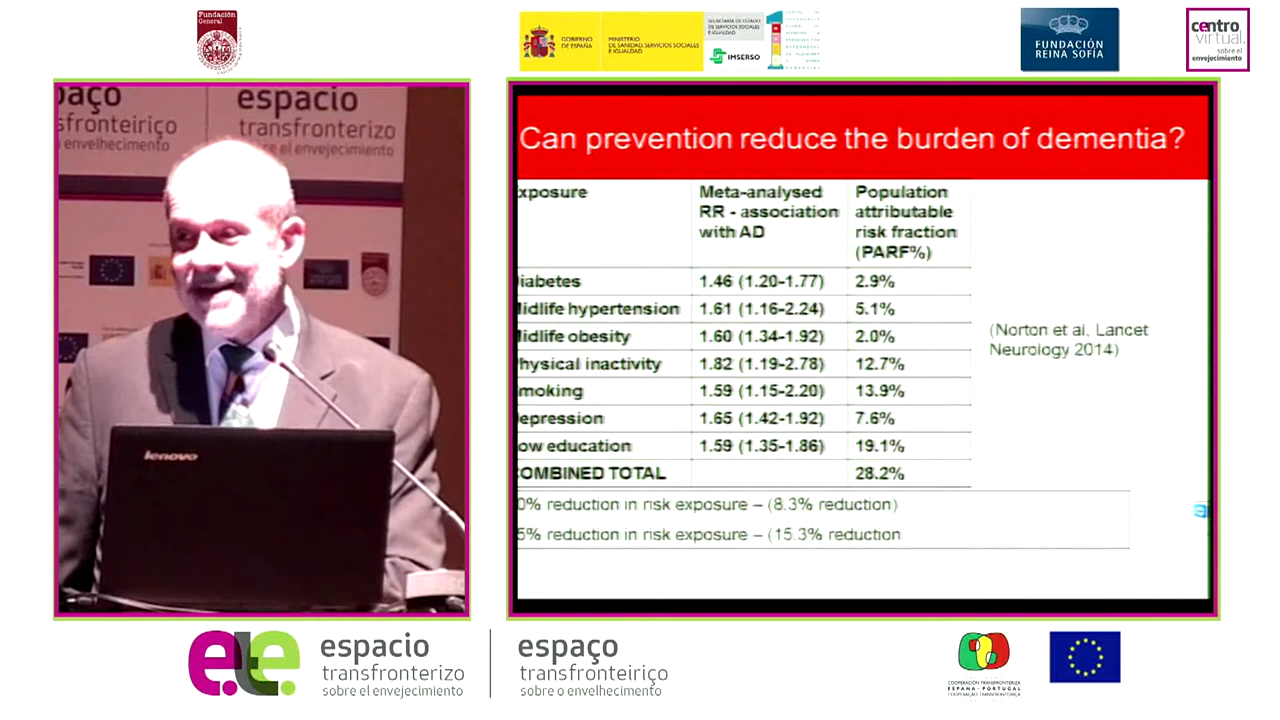 Fundación
General
GOBIERNO
DE ESPAÑA
MINISTERIO
DE SANIDAD, SERVICIOS SOCIALES
E IGUALDAD
SECRETARÍA DE ESTADO
DE SERVICIOS SOCIALES
E IGUALDAD
IMSERSO
FUNDACIÓN
REINA SOFÍA
centro
virtual.
sobre el
envejecimiento
paço
sfronteiriço
o envelhecimento
espacio
transfronterizo
sobre el envejecimiento
lenovo
Can prevention reduce the burden of dementia?
xposure
Meta-analysed
RR - association
with AD
Population
attributable
risk fraction
(PARF%)
iabetes 1.46 (1.20-1.77) 2.9%
idlife hypertension 1.61 (1.16-2.24) 5.1%
idlife obesity 1.60 (1.34-1.92) 2.0%
hysical inactivity 1.82 (1.19-2.78) 12.7%
moking 1.59 (1.15-2.20) 13.9%
epression 1.65 (1.42-1.92) 7.6%
ow education 1.59 (1.35-1.86) 19.1%
OMBINED TOTAL 28.2%
(Norton et al. Lancet
Neurology 2014)
0% reduction in risk exposure – (8.3% reduction)
5% reduction in risk exposure – (15.3% reduction
ete.
espacio
transfronterizo
sobre el envejecimiento
espaço
transfronteiriço
sobre o envelhecimento
COOPERACIÓN TRANSFRONTERIZA
ESPAÑA - PORTUGAL
COOPERAÇÃO TRANSFRONTEIRIÇA